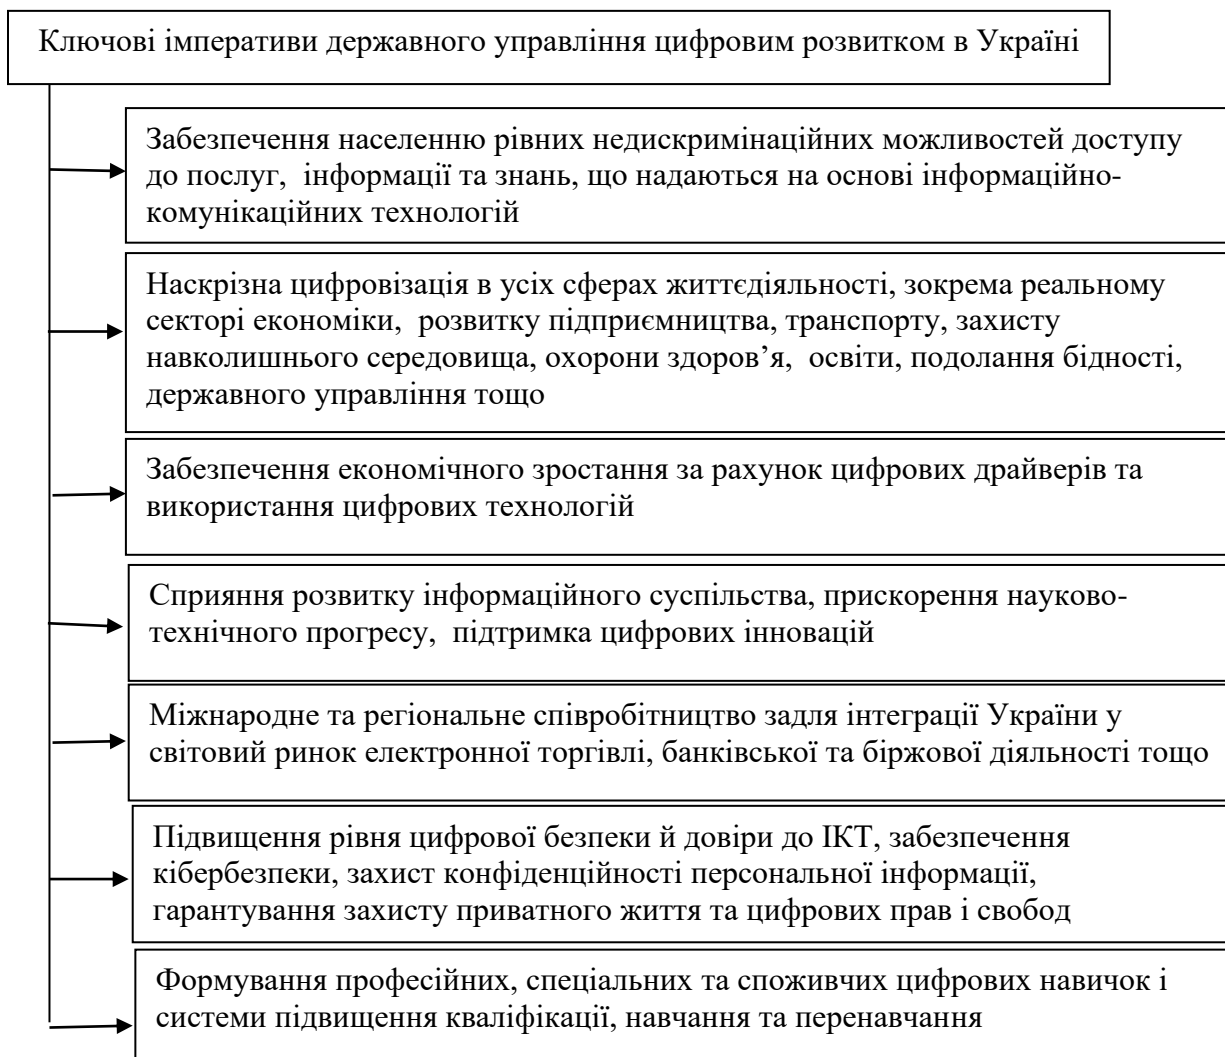 Ключові імперативи державного управління цифровим розвитком в Україні
Забезпечення населенню рівних недискримінаційних можливостей доступу
до послуг, інформації та знань, що надаються на основі інформаційно-
комунікаційних технологій
Наскрізна цифровізація в усіх сферах життєдіяльності, зокрема реальному
секторі економіки, розвитку підприємництва, транспорту, захисту
навколишнього середовища, охорони здоров’я, освіти, подолання бідності,
державного управління тощо
Забезпечення економічного зростання за рахунок цифрових драйверів та
використання цифрових технологій
Сприяння розвитку інформаційного суспільства, прискорення науково-
технічного прогресу, підтримка цифрових інновацій
Міжнародне та регіональне співробітництво задля інтеграції України у
світовий ринок електронної торгівлі, банківської та біржової діяльності тощо
Підвищення рівня цифрової безпеки й довіри до ІКТ, забезпечення
кібербезпеки, захист конфіденційності персональної інформації,
гарантування захисту приватного життя та цифрових прав і свобод
Формування професійних, спеціальних та споживчих цифрових навичок і
системи підвищення кваліфікації, навчання та перенавчання